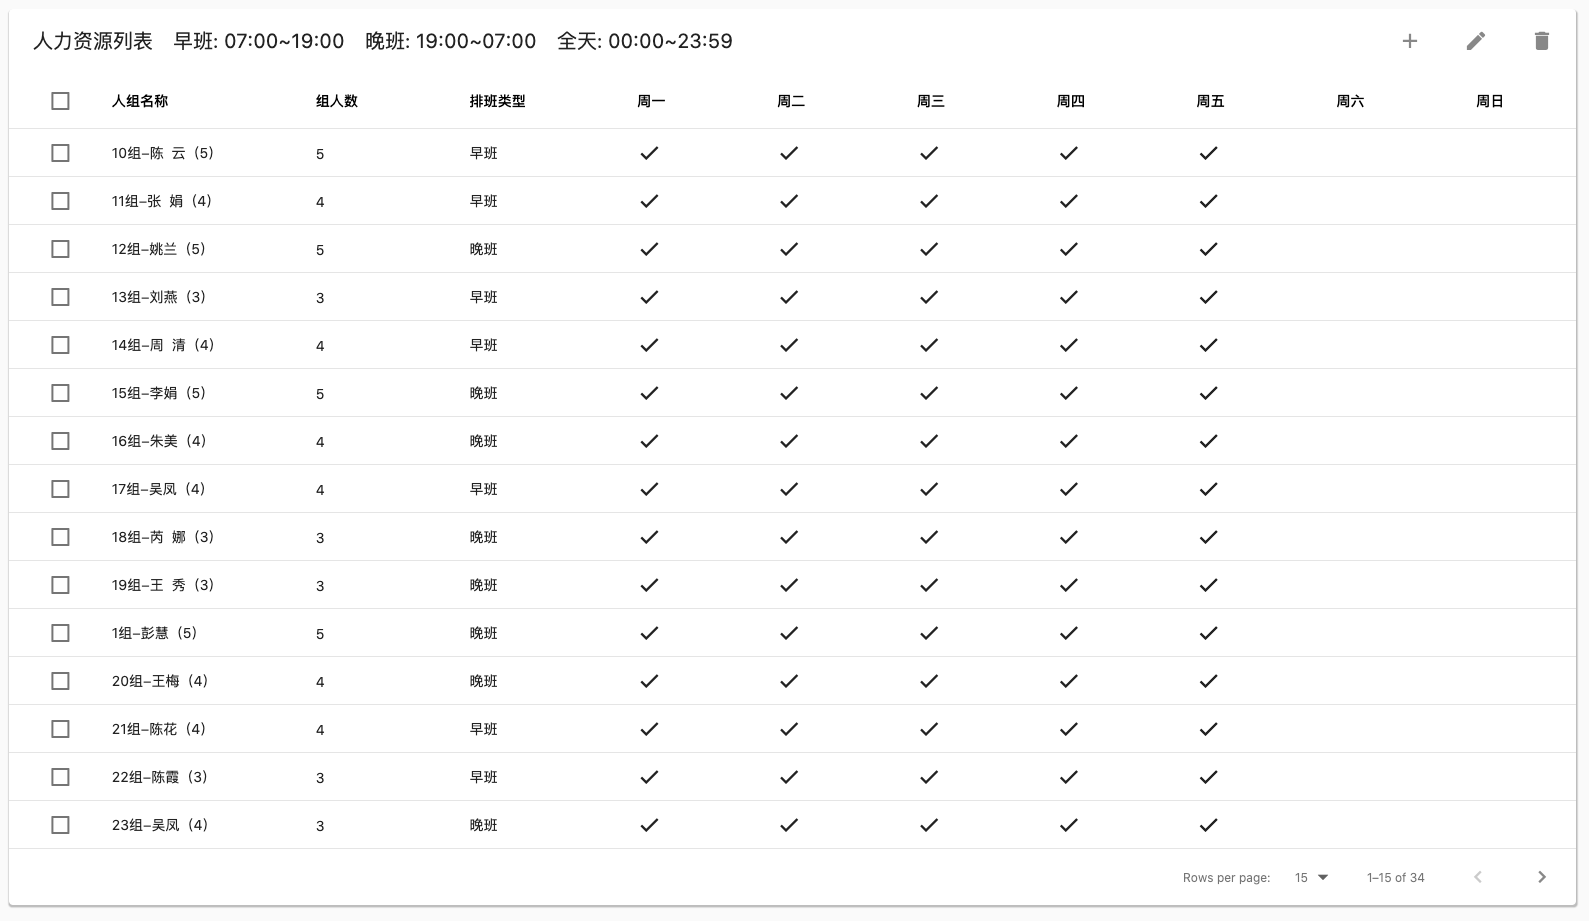 人力资源列表 早班: 07:00~19:00 晚班: 19:00~07:00 全天: 00:00~23:59
人组名称 组人数 排班类型 周一 周二 周三 周四 周五 周六 周日
10组–陈 云 (5) 5 早班
11组–张 娟 (4) 4 早班
12组–姚兰 (5) 5 晚班
13组–刘燕 (3) 3 早班
14组–周 清 (4) 4 早班
15组–李娟 (5) 5 晚班
16组–朱美 (4) 4 晚班
17组–吴凤 (4) 4 早班
18组–芮 娜 (3) 3 晚班
19组–王 秀 (3) 3 晚班
1组–彭慧 (5) 5 晚班
20组–王梅 (4) 4 晚班
21组–陈花 (4) 4 早班
22组–陈霞 (3) 3 早班
23组–吴凤 (4) 3 晚班
Rows per page: 15 1–15 of 34